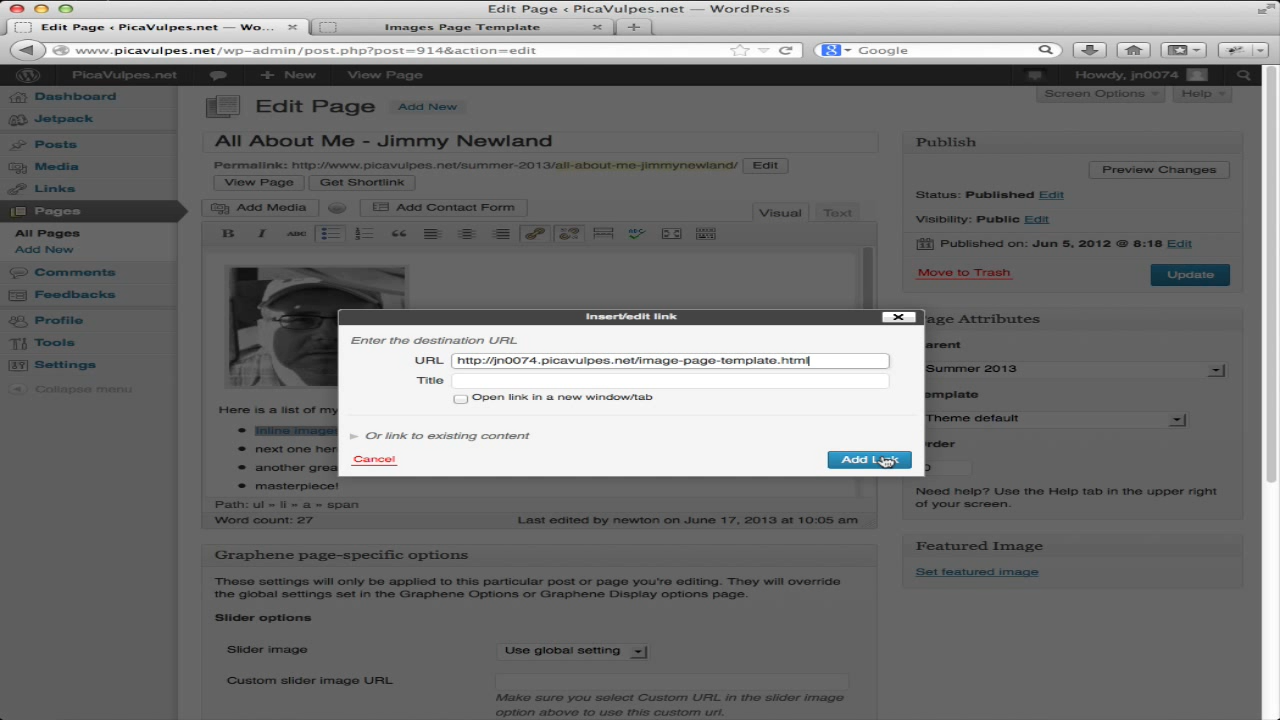 Edit Page ‹ PicaVulpes.net — WordPress
Edit Page ‹ PicaVulpes.net — Wo...
Images Page Template
www.picavulpes.net/wp-admin/post.php?post=914&action=edit
Google
PicaVulpes.net
New
View Page
Howdy, jn0074
Dashboard
Jetpack
Posts
Media
Links
Pages
All Pages
Add New
Comments
Feedbacks
Profile
Tools
Settings
Collapse menu
Edit Page
Add New
Screen Options
Help
All About Me - Jimmy Newland
Permalink: http://www.picavulpes.net/summer-2013/all-about-me-jimmynewland/ Edit
View Page
Get Shortlink
Add Media
Add Contact Form
Visual
Text
B I ABC
ABC
Here is a list of my
Inline image
next one her
another grea
masterpiece!
Path: ul » li » a » span
Word count: 27
Last edited by newton on June 17, 2013 at 10:05 am
Insert/edit link
Enter the destination URL
URL http://jn0074.picavulpes.net/image-page-template.html
Title
Open link in a new window/tab
Or link to existing content
Cancel
Add Link
Graphene page-specific options
These settings will only be applied to this particular post or page you're editing. They will override
the global settings set in the Graphene Options or Graphene Display options page.
Slider options
Slider image
Use global setting
Custom slider image URL
Make sure you select Custom URL in the slider image
option above to use this custom url.
Publish
Preview Changes
Status: Published Edit
Visibility: Public Edit
Published on: Jun 5, 2012 @ 8:18 Edit
Move to Trash
Update
Page Attributes
arent
Summer 2013
emplate
Theme default
rder
0
Need help? Use the Help tab in the upper right
of your screen.
Featured Image
Set featured image